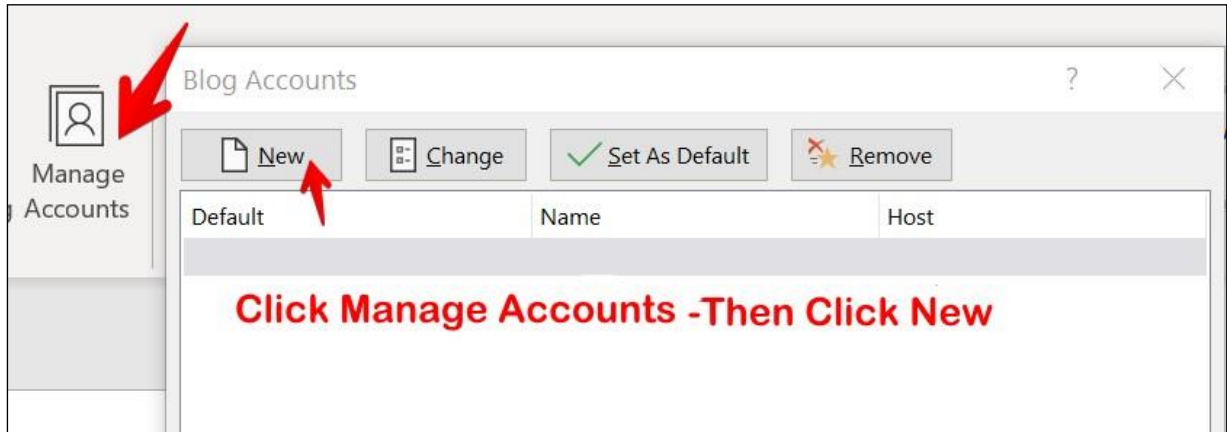 Blog Accounts
?
New
Change
Set As Default
Remove
Manage
Accounts
Default Name Host
Click Manage Accounts -Then Click New